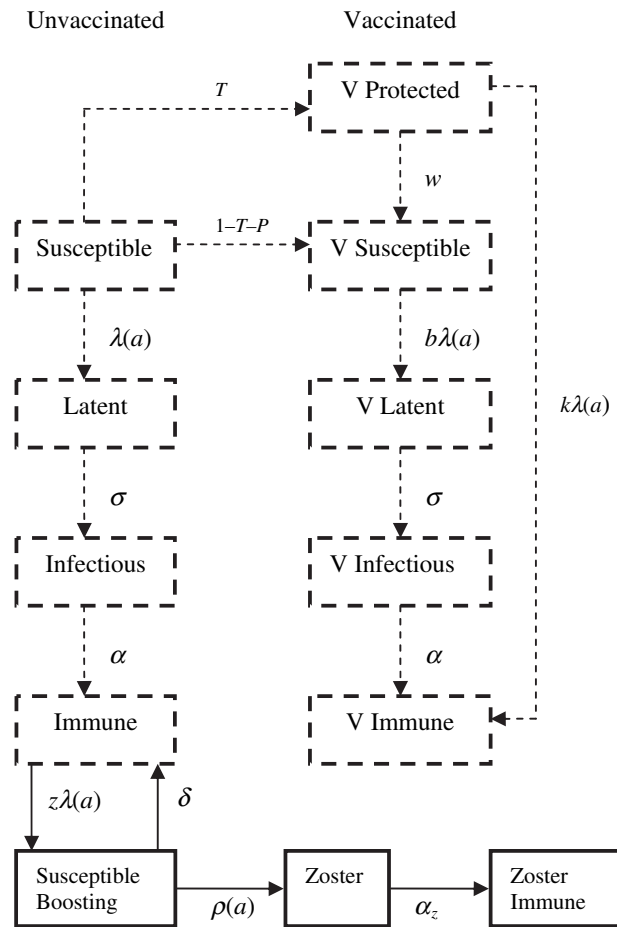 Unvaccinated Vaccinated
V Protected
T
w
Susceptible
1–T–P
V Susceptible
λ(a)
bλ(a)
Latent
V Latent
kλ(a)
σ
σ
Infectious
V Infectious
α
α
Immune
V Immune
zλ(a)
δ
Susceptible
Boosting
ρ(a)
Zoster
α_z
Zoster
Immune